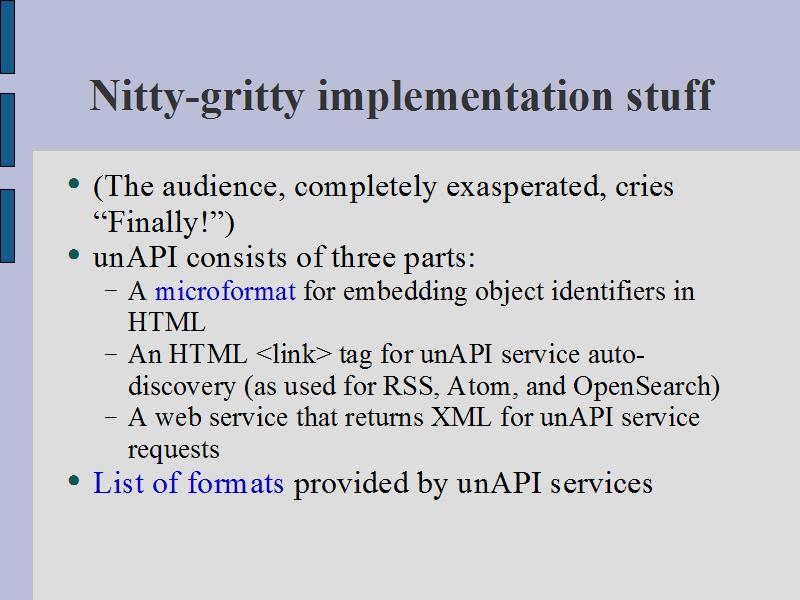 Nitty-gritty implementation stuff
(The audience, completely exasperated, cries
“Finally!”)
unAPI consists of three parts:
– A microformat for embedding object identifiers in
HTML
– An HTML <link> tag for unAPI service auto-
discovery (as used for RSS, Atom, and OpenSearch)
– A web service that returns XML for unAPI service
requests
List of formats provided by unAPI services